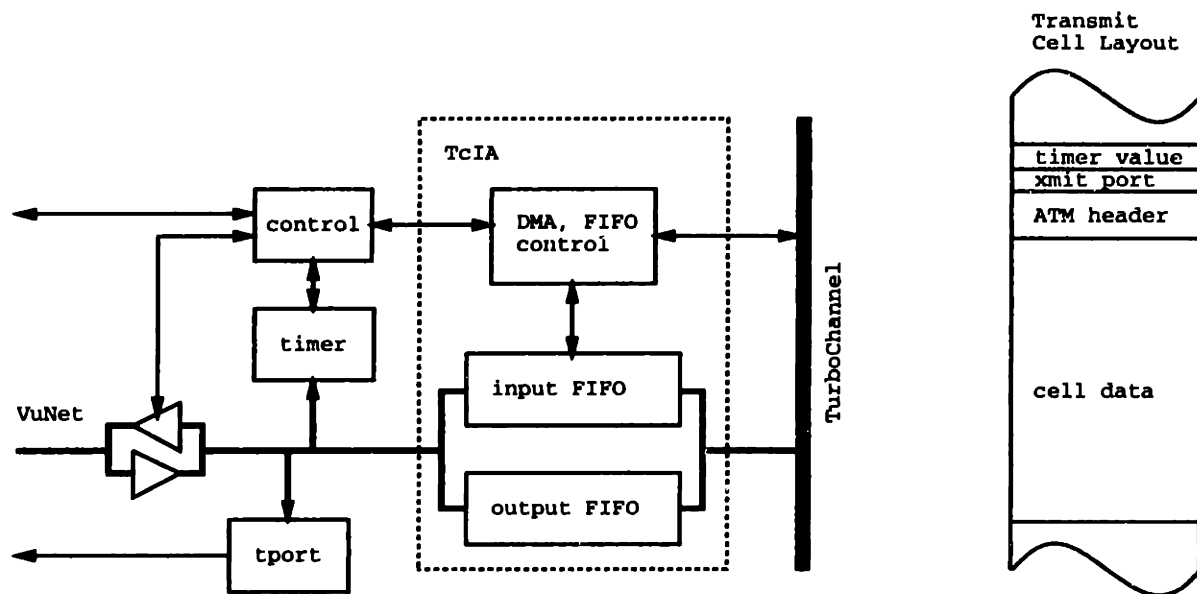 Transmit
Cell Layout
TcIA
timer value
xmit port
ATM header
control
DMA, FIFO
control
timer
TurboChannel
input FIFO
cell data
VuNet
output FIFO
tport